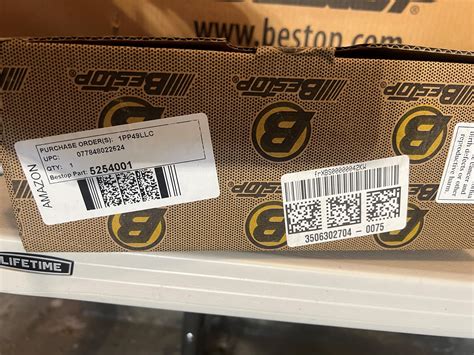 www.bestop.com
BESTOP
BESTOP
BESTOP
B
AMAZON
PURCHASE ORDER(S): 1PP49LLC
UPC: 077848022624
QTY: 1
Bestop Part: 5254001
3506302704 - 0075
B
B
B
LIFETIME